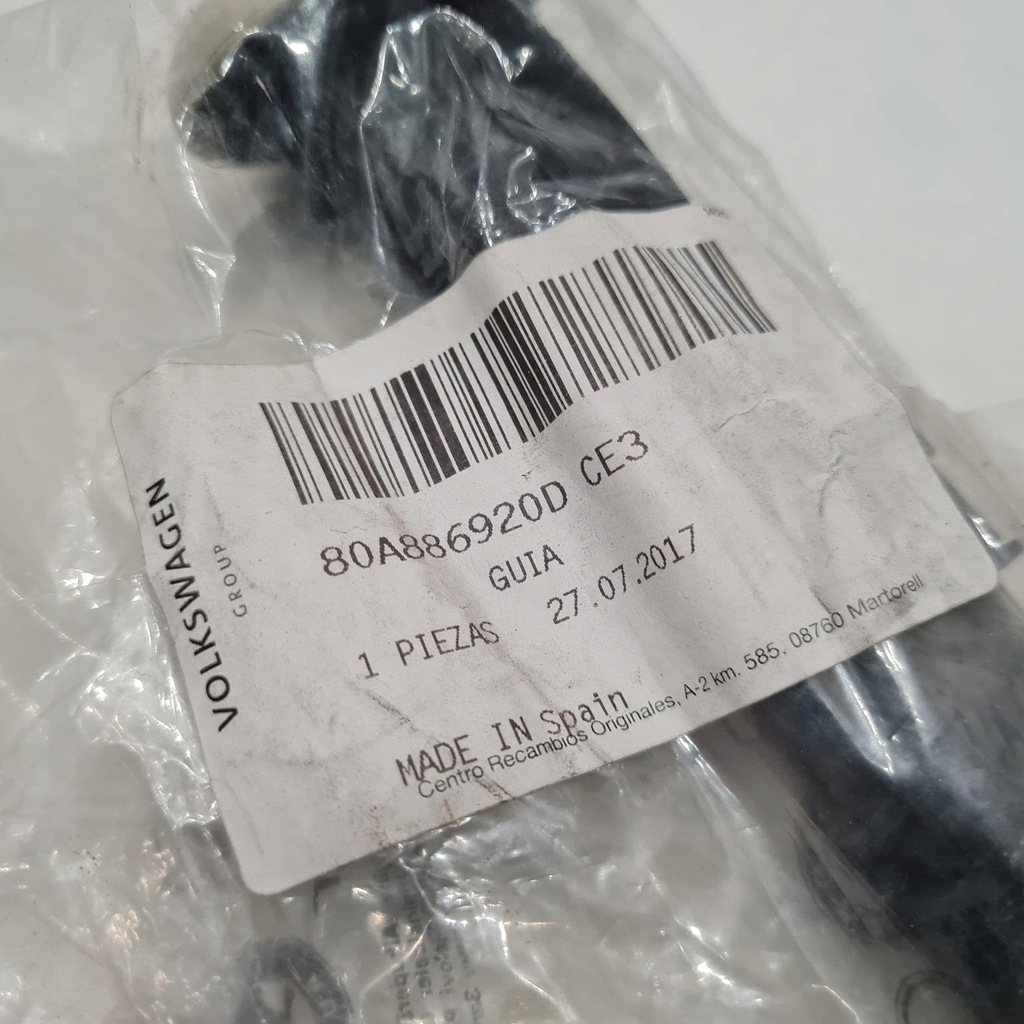 VOLKSWAGEN
GROUP
80A886920D CE3
GUIA
1 PIEZAS 27.07.2017
MADE IN Spain
Centro Recambios Originales, A-2 km. 585, 08760 Martorell